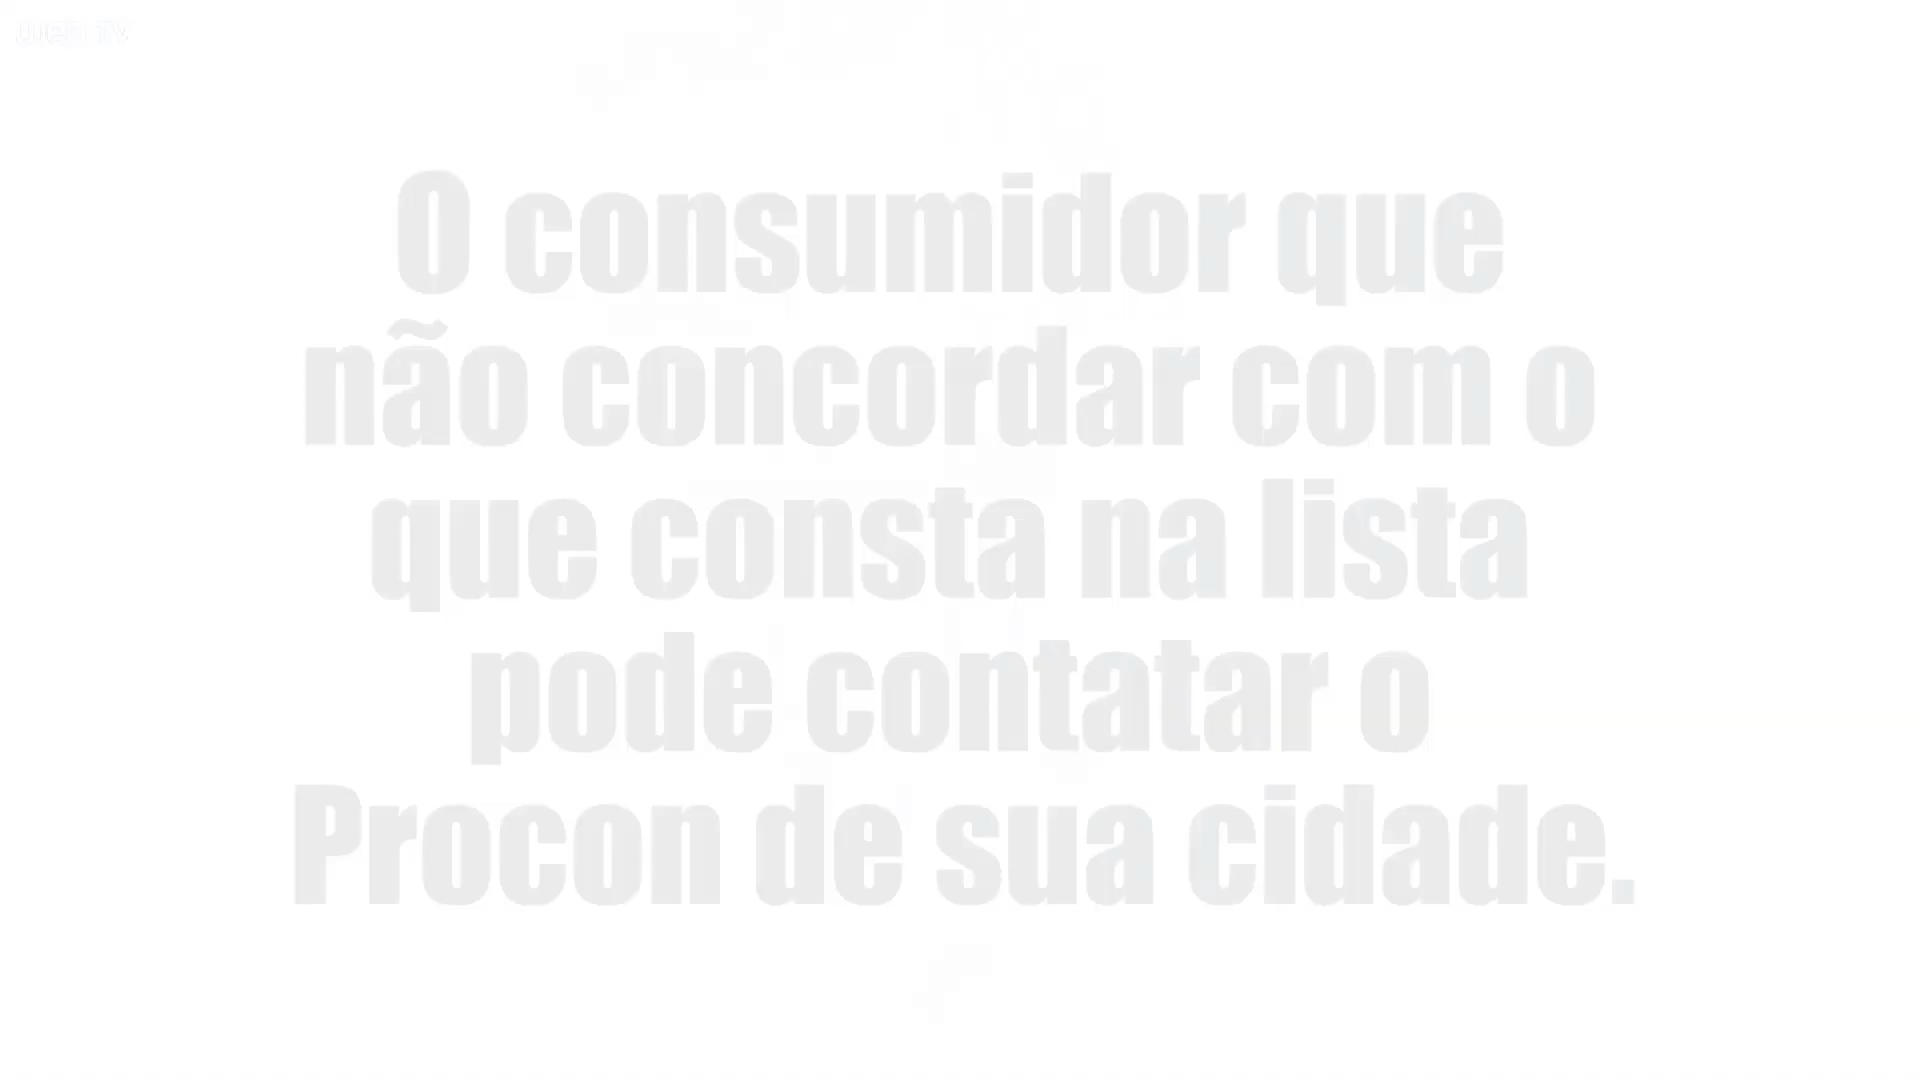 O consumidor que
não concordar com o
que consta na lista
pode contatar o
Procon de sua cidade.